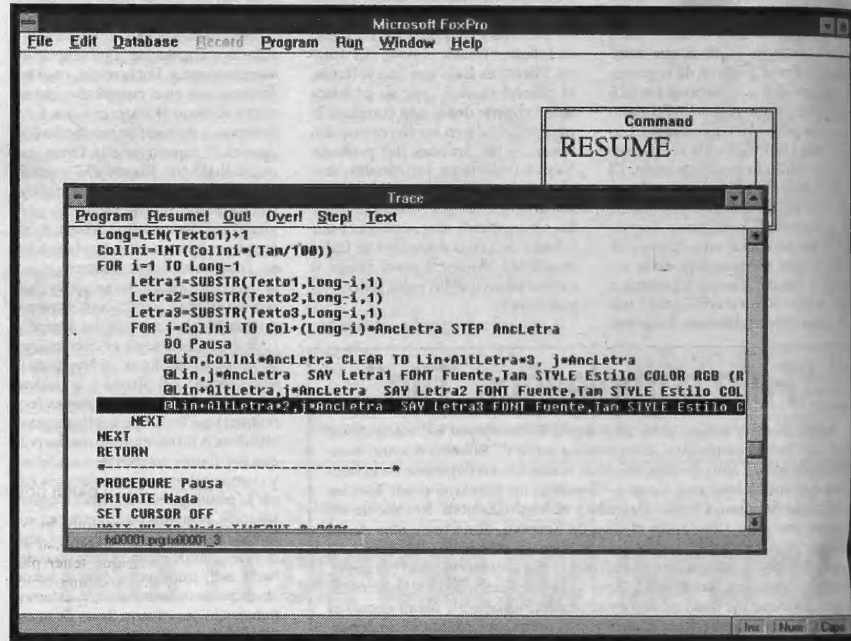 Microsoft FoxPro
File Edit Database Record Program Run Window Help
Command
RESUME
Trace
Program Resume! Out! Over! Step! Text
Long=LEN(Texto1)+1
ColIni=INT(ColIni*(Tam/100))
FOR i=1 TO Long-1
Letra1=SUBSTR(Texto1,Long-i,1)
Letra2=SUBSTR(Texto2,Long-i,1)
Letra3=SUBSTR(Texto3,Long-i,1)
FOR j=ColIni TO Col+(Long-i)*AncLetra STEP AncLetra
DO Pausa
@Lin,ColIni*AncLetra CLEAR TO Lin+AltLetra*3, j*AncLetra
@Lin,j*AncLetra SAY Letra1 FONT Fuente,Tam STYLE Estilo COLOR RGB (R
@Lin+AltLetra,j*AncLetra SAY Letra2 FONT Fuente,Tam STYLE Estilo COL
@Lin+AltLetra*2,j*AncLetra SAY Letra3 FONT Fuente,Tam STYLE Estilo C
NEXT
NEXT
RETURN
*------------------------------------------*
PROCEDURE Pausa
PRIVATE Nada
SET CURSOR OFF
fx00001.prg:fx00001_3
Ins Num Caps